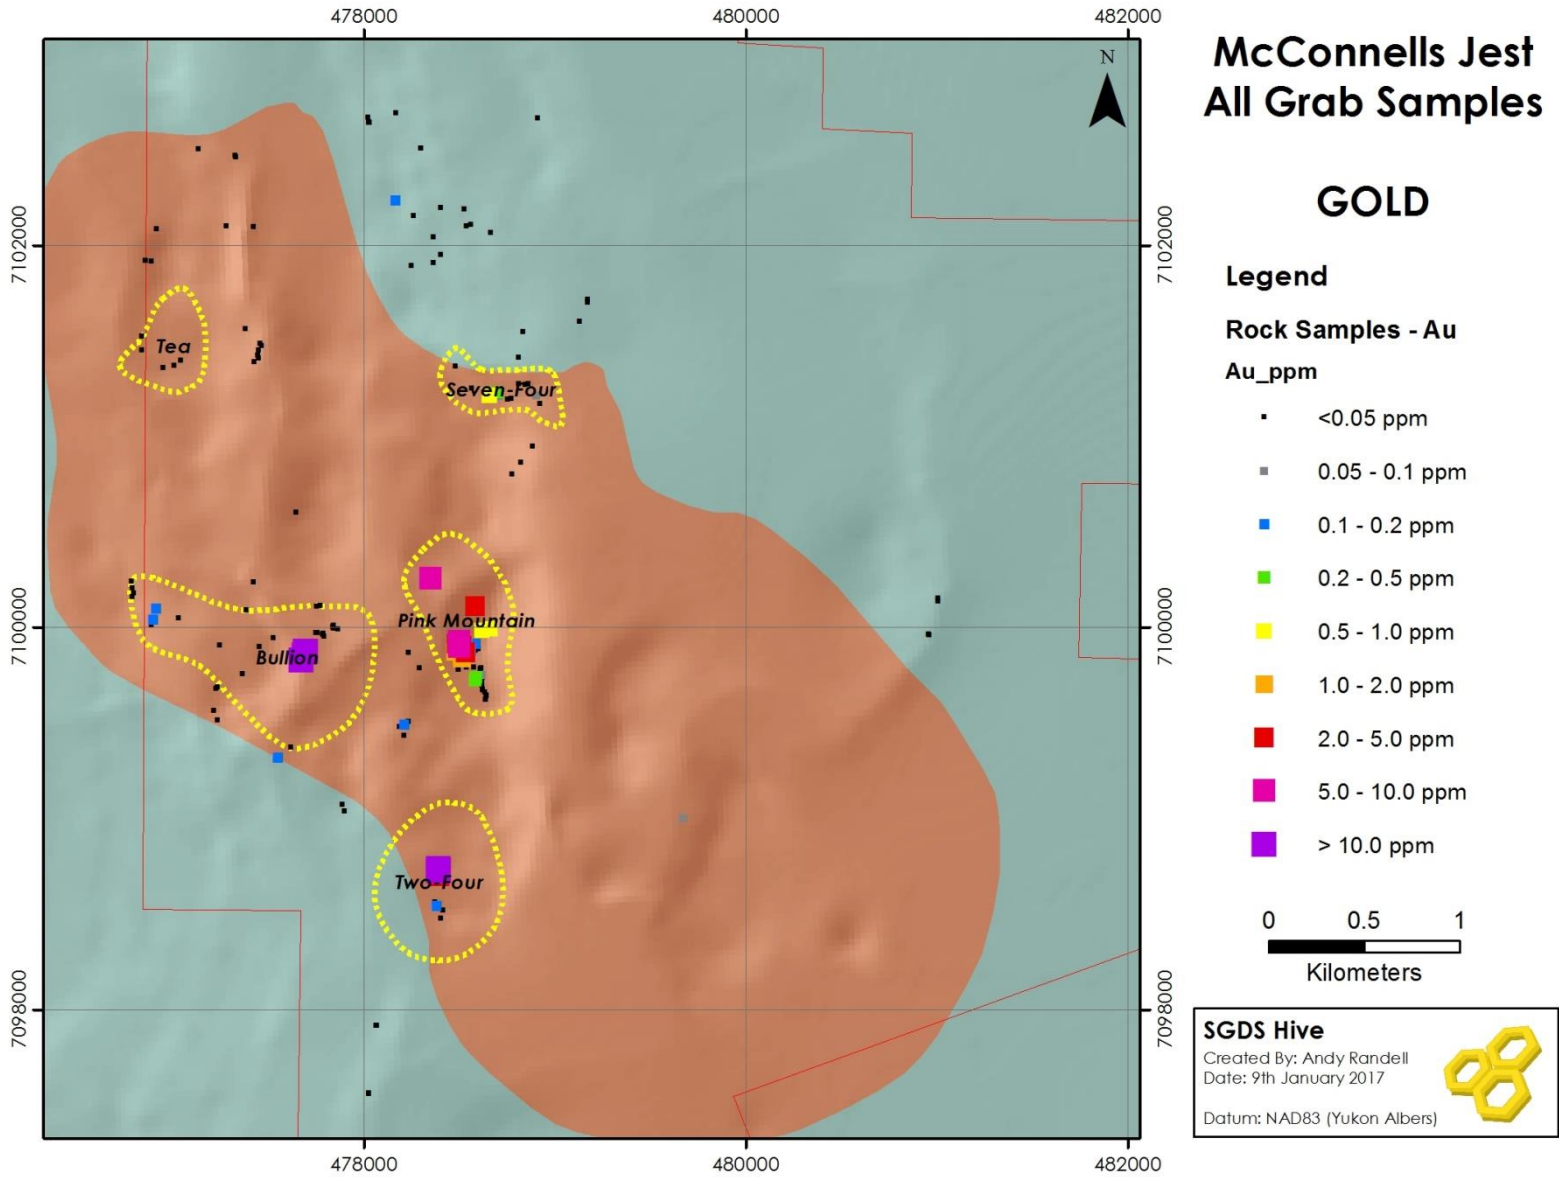 478000
480000
482000
McConnells Jest
All Grab Samples
GOLD
Legend
Rock Samples - Au
Au_ppm
<0.05 ppm
0.05 - 0.1 ppm
0.1 - 0.2 ppm
0.2 - 0.5 ppm
0.5 - 1.0 ppm
1.0 - 2.0 ppm
2.0 - 5.0 ppm
5.0 - 10.0 ppm
> 10.0 ppm
0 0.5 1
Kilometers
SGDS Hive
Created By: Andy Randell
Date: 9th January 2017
Datum: NAD83 (Yukon Albers)
N
7102000
7102000
Tea
Seven-Four
7100000
7100000
Pink Mountain
Bullion
Two-Four
7098000
7098000
478000
480000
482000